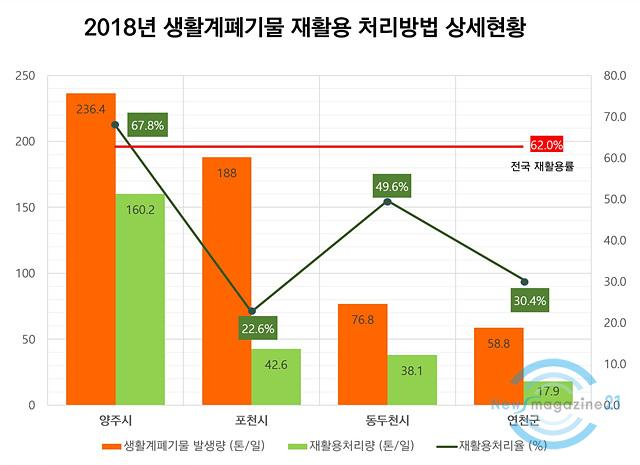 2018년 생활계폐기물 재활용 처리방법 상세현황
250 80.0
70.0
200 60.0
50.0
150
40.0
100 30.0
20.0
50
10.0
0 0.0
236.4 67.8% 62.0%
전국 재활용률
188 49.6%
160.2
30.4%
22.6%
76.8 58.8
42.6 38.1 17.9
양주시 포천시 동두천시 연천군
생활계폐기물 발생량 (톤/일) 재활용처리량 (톤/일) 재활용처리율 (%)
Newsmagazine21